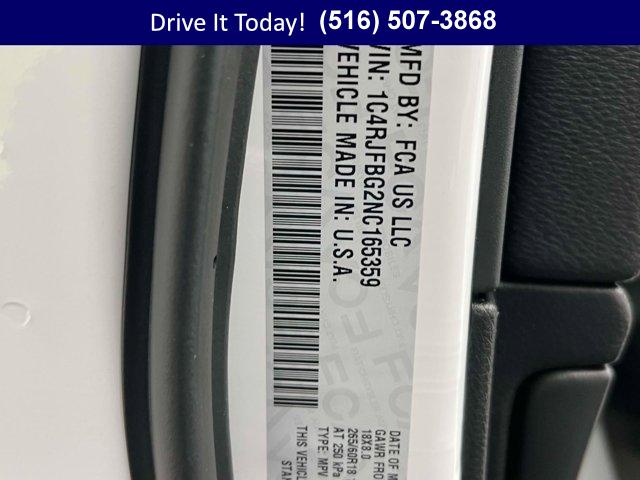 Drive It Today! (516) 507-3868
MFD BY: FCA US LLC
VIN: 1C4RJFBG2NC165359
VEHICLE MADE IN: U.S.A.
DATE OF M
GAWR FRO
18X8.0
265/60R18
AT 250 kPa
TYPE: MPV
THIS VEHICL
STAN